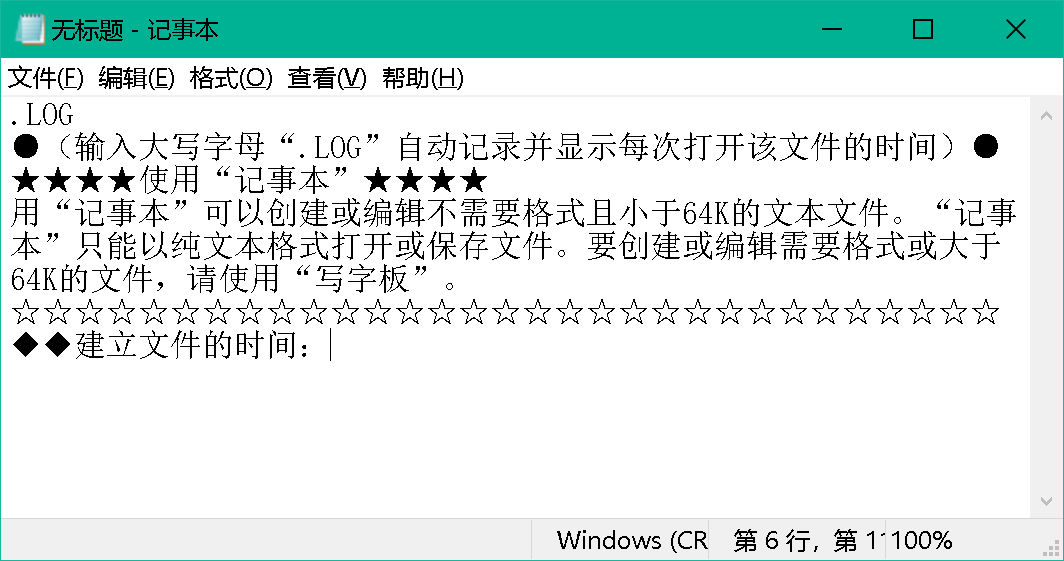 无标题 - 记事本
文件(F) 编辑(E) 格式(O) 查看(V) 帮助(H)
.LOG
●（输入大写字母“.LOG”自动记录并显示每次打开该文件的时间）●
★★★★使用“记事本”★★★★
用“记事本”可以创建或编辑不需要格式且小于64K的文本文件。“记事
本”只能以纯文本格式打开或保存文件。要创建或编辑需要格式或大于
64K的文件，请使用“写字板”。
☆☆☆☆☆☆☆☆☆☆☆☆☆☆☆☆☆☆☆☆☆☆☆☆☆☆☆☆☆☆☆
◆◆建立文件的时间：
Windows (CR 第 6 行，第 11 100%